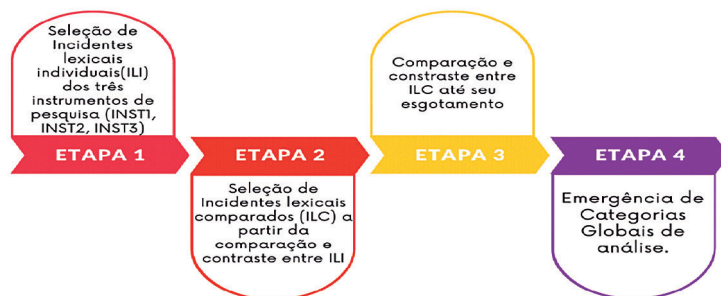 Seleção de
Incidentes
lexicais
individuais(ILI)
dos três
instrumentos de
pesquisa (INST1,
INST2, INST3)
ETAPA 1
ETAPA 2
Seleção de
Incidentes lexicais
comparados (ILC) a
partir da
comparação e
contraste entre ILI
Comparação e
constraste entre
ILC até seu
esgotamento
ETAPA 3
ETAPA 4
Emergência de
Categorias
Globais de
análise.